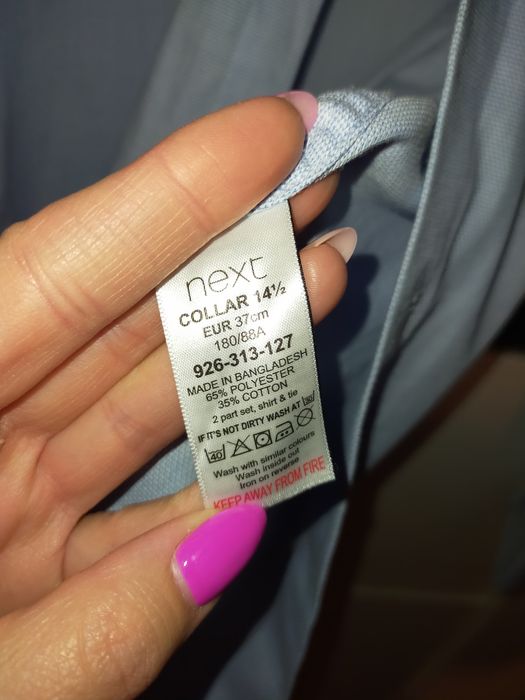 next
COLLAR 14½
EUR 37cm
180/88A
926-313-127
MADE IN BANGLADESH
65% POLYESTER
35% COTTON
2 part set, shirt & tie
IF IT'S NOT DIRTY WASH AT 30
40
Wash with similar colours
Wash inside out
Iron on reverse
KEEP AWAY FROM FIRE